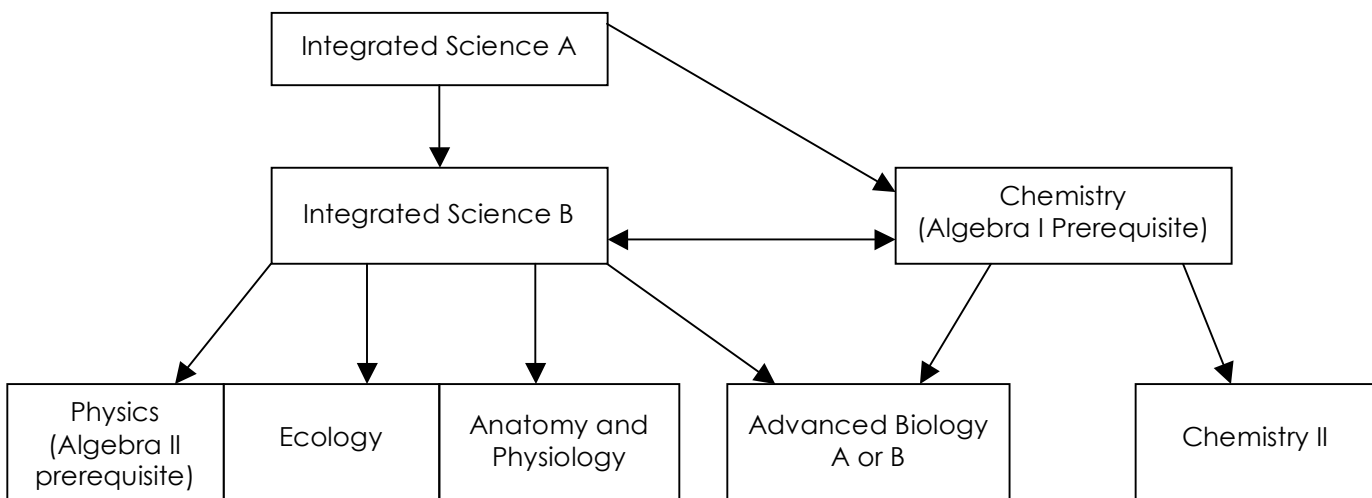 Integrated Science A
Integrated Science B
Chemistry
(Algebra I Prerequisite)
Physics
(Algebra II
prerequisite)
Ecology
Anatomy and
Physiology
Advanced Biology
A or B
Chemistry II